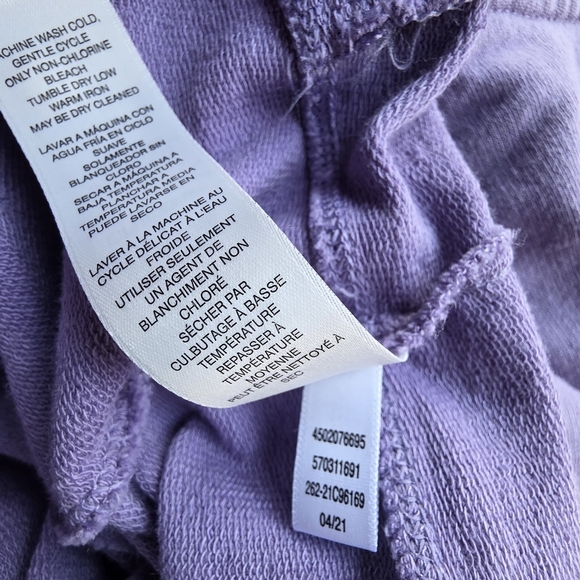 MACHINE WASH COLD,
GENTLE CYCLE
ONLY NON-CHLORINE
BLEACH
TUMBLE DRY LOW
WARM IRON
MAY BE DRY CLEANED
LAVAR A MÁQUINA CON
AGUA FRÍA EN CICLO
SUAVE
SOLAMENTE
BLANQUEADOR SIN
CLORO
SECAR A MÁQUINA A
BAJA TEMPERATURA
PLANCHAR A
TEMPERATURA MEDIA
PUEDE LAVARSE EN
SECO
LAVER À LA MACHINE AU
CYCLE DÉLICAT À L'EAU
FROIDE
UTILISER SEULEMENT
UN AGENT DE
BLANCHIMENT NON
CHLORÉ
SÉCHER PAR
CULBUTAGE À BASSE
TEMPÉRATURE
REPASSER À
TEMPÉRATURE
MOYENNE
PEUT ÊTRE NETTOYÉ À
SEC
4502076695
570311691
262-21C96169
04/21